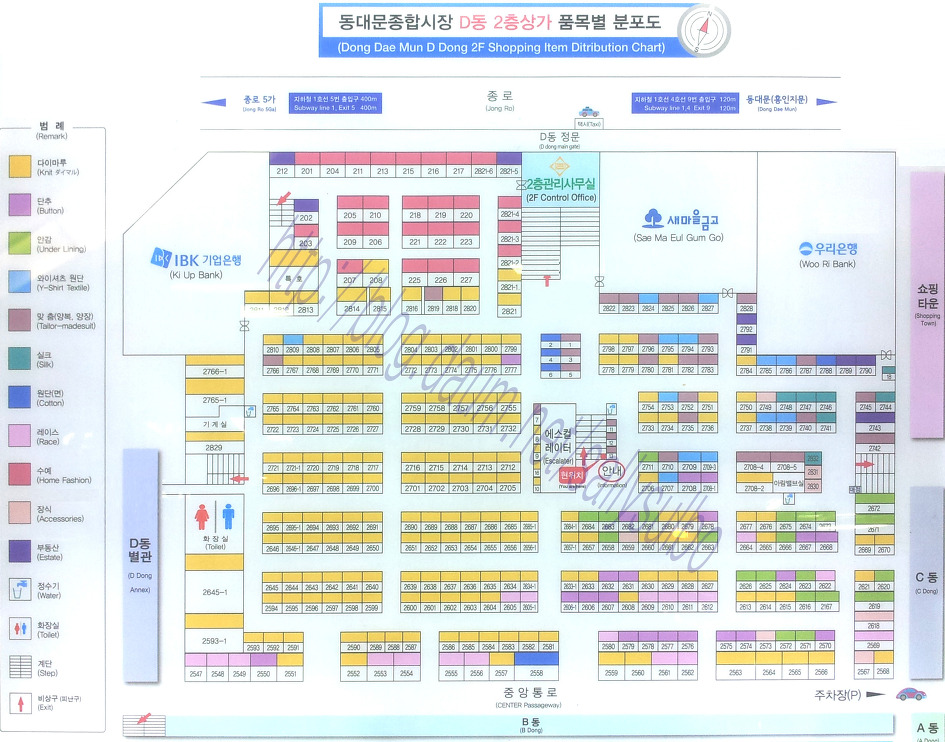 동대문종합시장 D동 2층상가 품목별 분포도
(Dong Dae Mun D Dong 2F Shopping Item Ditribution Chart)
N
S
종로 5가
(Jong Ro 5Ga)
지하철 1호선 5번 출입구 400m
Subway line 1, Exit 5 400m
종 로
(Jong Ro)
택시(Taxi)
지하철 1호선 4호선 9번 출입구 120m
Subway line 1,4 Exit 9 120m
동대문(흥인지문)
(Dong Dae Mun)
D동 정문
(D dong main gate)
범 례
(Remark)
다이마루
(Knit ダイマル)
단추
(Button)
안감
(Under Lining)
와이셔츠 원단
(Y-Shirt Textile)
맞 춤(양복, 양장)
(Tailor-madesuit)
실크
(Silk)
원단(면)
(Cotton)
레이스
(Race)
수예
(Home Fashion)
장식
(Accessories)
부동산
(Estate)
정수기
(Water)
화장실
(Toilet)
계단
(Step)
비상구 (피난구)
(Exit)
212 201 204 211 213 215 216 217 2821-6 2821-5
2층관리사무실
(2F Control Office)
202
203
205 210
209 206
218 219 220
221 222 223
2821-4
2821-3
2821-2
2821-1
2821
새마을금고
(Sae Ma Eul Gum Go)
우리은행
(Woo Ri Bank)
IBK 기업은행
(Ki Up Bank)
특 호
207 208
2814 2815
2813
225 226 227
2816 2819 2818 2820
2822 2823 2824 2825 2826 2827
2828
2792
2791
2810 2809 2808 2807 2806 2805
2766 2767 2768 2769 2770 2771
2804 2803 2802 2801 2800 2799
2772 2773 2774 2775 2776 2777
1 2
3 4
5 6
2798 2797 2796 2795 2794 2793
2778 2779 2780 2781 2782 2783
2784 2785 2786 2787 2788 2789 2790
18
2766-1
2765-1
기계실
2829
2765 2764 2763 2762 2761 2760
2722 2723 2724 2725 2726 2727
2759 2758 2757 2756 2755
2728 2729 2730 2731 2732
에스컬
레이터
(Escalater)
현위치
안내
(Information)
2754 2753 2752 2751
2733 2734 2735 2736
2750 2749 2748 2747 2746
2737 2738 2739 2740 2741
2745 2744
2743
2742
2721 2721-1 2720 2719 2718 2717
2696 2696-1 2697 2698 2699 2700
2716 2715 2714 2713 2712
2701 2702 2703 2704 2705
2711 2710 2709 2709-3
2706 2707 2708 2708-1
2708-4 2708-5
2708-2
아람밸브실
2832
2831
2830
2672
2671
2669 2670
화 장 실
(Toilet)
2695 2695-1 2694 2693 2692 2691
2646 2646-1 2647 2648 2649 2650
2690 2689 2688 2687 2686 2685 2685-1
2651 2652 2653 2654 2655 2656 2656-1
2684-1 2684 2683 2682 2681 2680 2679 2678
2657 2658 2659 2660 2661 2662 2663
2677 2676 2675 2674 2673
2664 2665 2666 2667 2668
2645-1
2593-1
2645 2644 2643 2642 2641 2640
2594 2595 2596 2597 2598 2599
2639 2638 2637 2636 2635 2634 2634-1
2600 2601 2602 2603 2604 2605 2605-1
2633 2632 2631 2630 2629 2628 2627
2606-1 2607 2608 2609 2610 2611 2612
2626 2625 2624 2623 2622
2613 2614 2615 2616 2617
2621 2620
2619
2618
2569 2568
2567 2568
2593 2592 2591
2547 2548 2549 2550 2551
2590 2589 2588 2587
2552 2553 2554
2586 2585 2584 2583 2582 2581
2555 2556 2557 2558
2580 2579 2578 2577 2576
2559 2560 2561 2562
2575 2574 2573 2572 2571 2570
2563 2564 2565 2566
쇼핑
타운
(Shopping
Town)
D동
별관
(D Dong
Annex)
C동
(C Dong)
중앙통로
(CENTER Passageway)
주차장(P)
B동
(B Dong)
A동